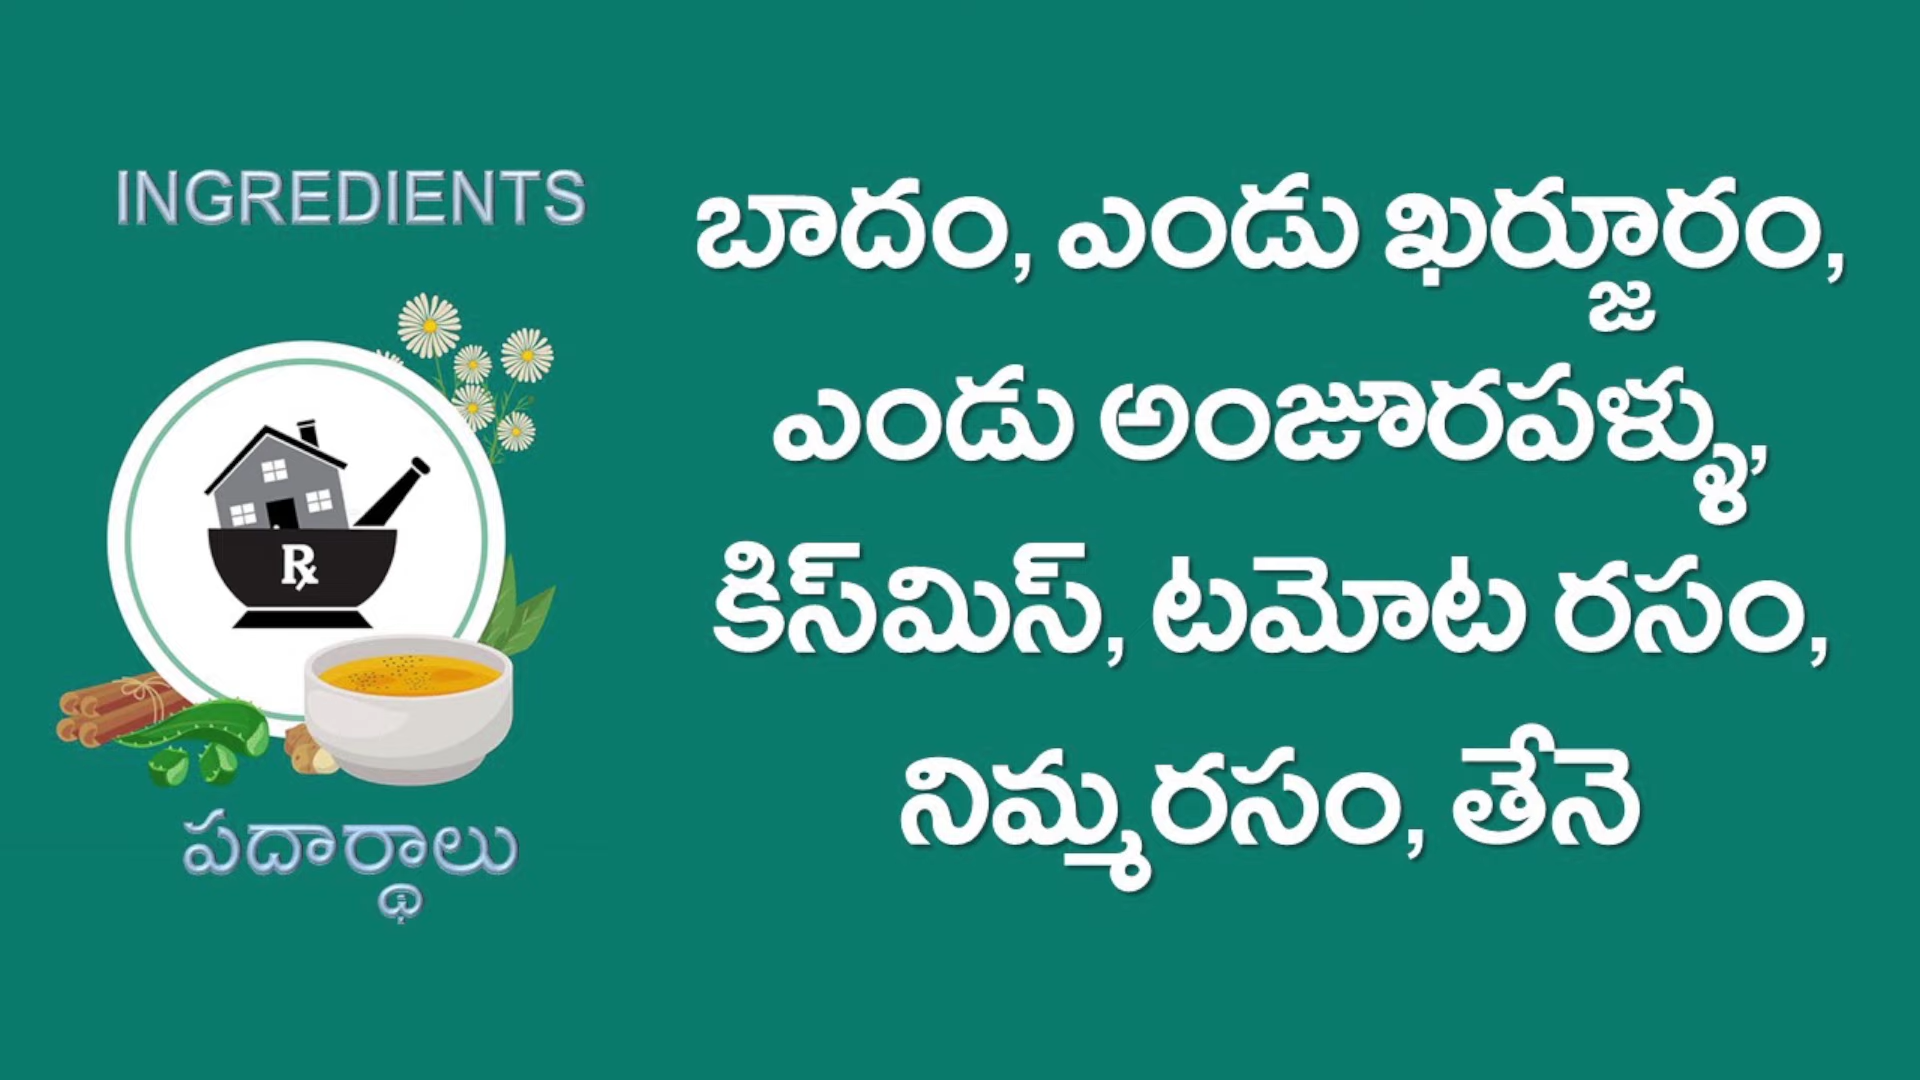 INGREDIENTS
℞
పదార్థాలు
బాదం, ఎండు ఖర్జూరం,
ఎండు అంజూరపళ్ళు,
కిస్‌మిస్, టమోట రసం,
నిమ్మరసం, తేనె